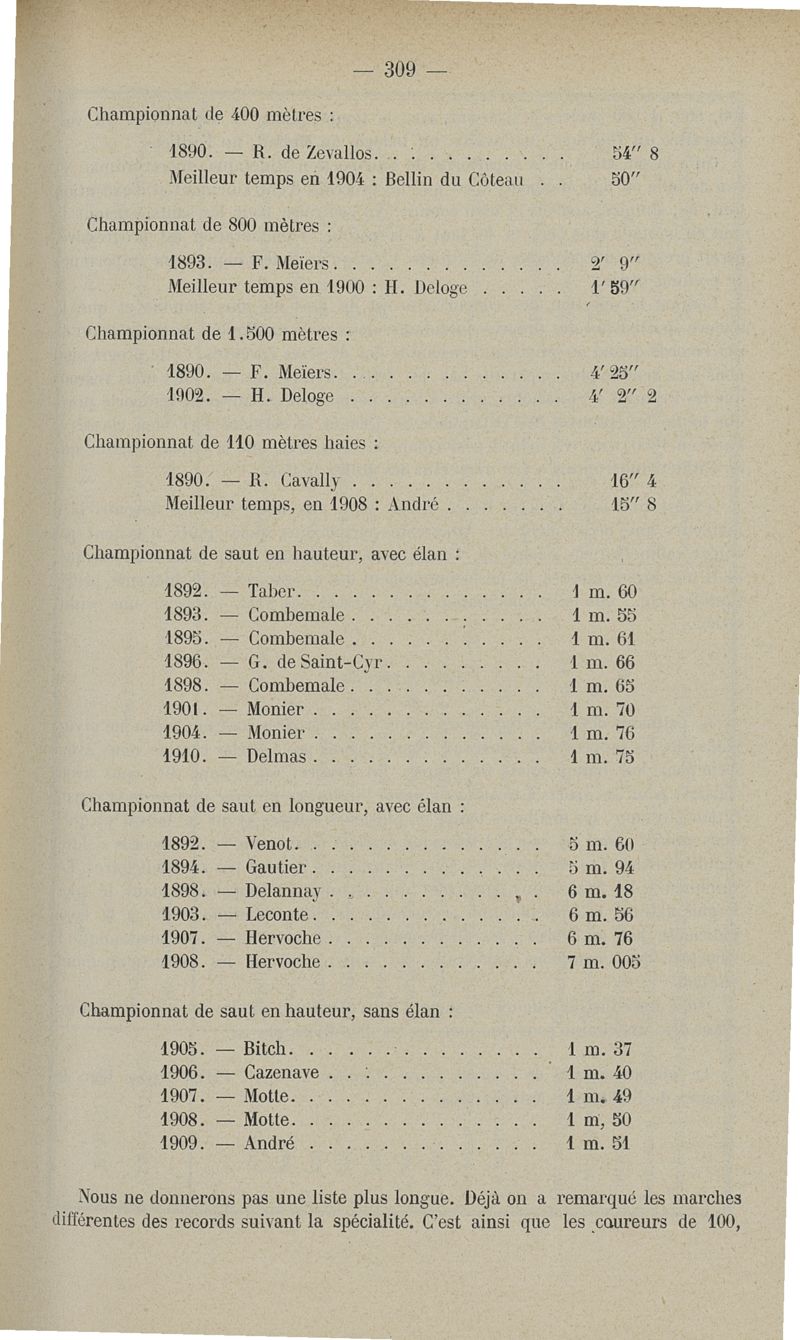 — 309 —
Championnat de 400 mètres :
1890. — R. de Zevallos. . . . . . . . . . . 54" 8
Meilleur temps en 1904 : Bellin du Côteau . . 50"
Championnat de 800 mètres :
1893. — F. Meïers . . . . . . . . . . . . . 2' 9"
Meilleur temps en 1900 : H. Deloge . . . . . 1' 59"
Championnat de 1.500 mètres :
1890. — F. Meïers. . . . . . . . . . . . . 4' 25"
1902. — H. Deloge . . . . . . . . . . . . 4' 2" 2
Championnat de 110 mètres haies :
1890. — R. Cavally . . . . . . . . . . . . 16" 4
Meilleur temps, en 1908 : André . . . . . . . 15" 8
Championnat de saut en hauteur, avec élan :
1892. — Taber. . . . . . . . . . . . . . 1 m. 60
1893. — Combemale . . . . . . . . . . . 1 m. 55
1895. — Combemale . . . . . . . . . . . 1 m. 61
1896. — G. de Saint-Cyr. . . . . . . . . 1 m. 66
1898. — Combemale . . . . . . . . . . . 1 m. 65
1901. — Monier . . . . . . . . . . . . . 1 m. 70
1904. — Monier . . . . . . . . . . . . . 1 m. 76
1910. — Delmas . . . . . . . . . . . . . 1 m. 75
Championnat de saut en longueur, avec élan :
1892. — Venot. . . . . . . . . . . . . . 5 m. 60
1894. — Gautier . . . . . . . . . . . . . 5 m. 94
1898. — Delannay . . . . . . . . . . . . 6 m. 18
1903. — Leconte . . . . . . . . . . . . . 6 m. 56
1907. — Hervoche . . . . . . . . . . . . 6 m. 76
1908. — Hervoche . . . . . . . . . . . . 7 m. 005
Championnat de saut en hauteur, sans élan :
1905. — Bitch. . . . . . . . . . . . . . 1 m. 37
1906. — Cazenave . . . . . . . . . . . . 1 m. 40
1907. — Motte. . . . . . . . . . . . . . 1 m. 49
1908. — Motte. . . . . . . . . . . . . . 1 m, 50
1909. — André . . . . . . . . . . . . . 1 m. 51
Nous ne donnerons pas une liste plus longue. Déjà on a remarqué les marches
différentes des records suivant la spécialité. C'est ainsi que les coureurs de 100,